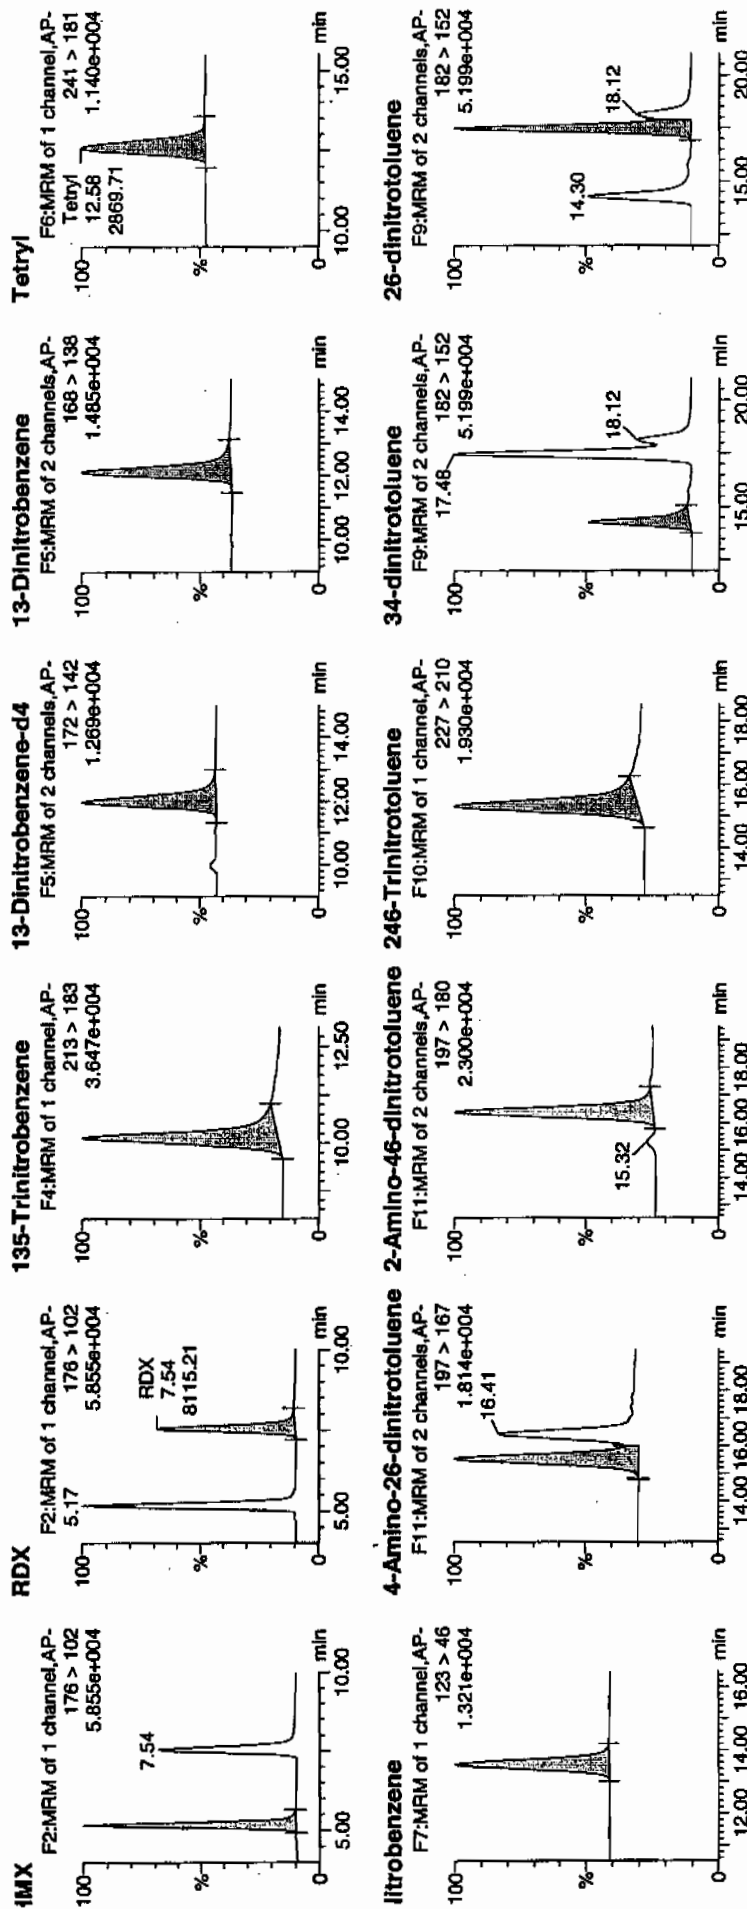 HMX
F2:MRM of 1 channel,AP-
176 > 102
5.855e+004
100
%
0
7.54
5.00
10.00
min
RDX
F2:MRM of 1 channel,AP-
176 > 102
5.855e+004
100
5.17
%
0
RDX
7.54
8115.21
5.00
10.00
min
135-Trinitrobenzene
F4:MRM of 1 channel,AP-
213 > 183
3.647e+004
100
%
0
10.00
12.50
min
13-Dinitrobenzene-d4
F5:MRM of 2 channels,AP-
172 > 142
1.269e+004
100
%
0
10.00
12.00
14.00
min
13-Dinitrobenzene
F5:MRM of 2 channels,AP-
168 > 138
1.485e+004
100
%
0
10.00
12.00
14.00
min
Tetryl
F6:MRM of 1 channel,AP-
241 > 181
1.140e+004
100
Tetryl
12.58
2869.71
%
0
10.00
15.00
min
litrobenzene
F7:MRM of 1 channel,AP-
123 > 46
1.321e+004
100
%
0
12.00
14.00
16.00
min
4-Amino-26-dinitrotoluene
F11:MRM of 2 channels,AP-
197 > 167
1.814e+004
100
16.41
%
0
14.00
16.00
18.00
min
2-Amino-46-dinitrotoluene
F11:MRM of 2 channels,AP-
197 > 180
2.300e+004
100
%
15.32
0
14.00
16.00
18.00
min
246-Trinitrotoluene
F10:MRM of 1 channel,AP-
227 > 210
1.930e+004
100
%
0
14.00
16.00
18.00
min
34-dinitrotoluene
F9:MRM of 2 channels,AP-
182 > 152
5.199e+004
100
17.48
%
18.12
0
15.00
20.00
min
26-dinitrotoluene
F9:MRM of 2 channels,AP-
182 > 152
5.199e+004
100
%
14.30
18.12
0
15.00
20.00
min